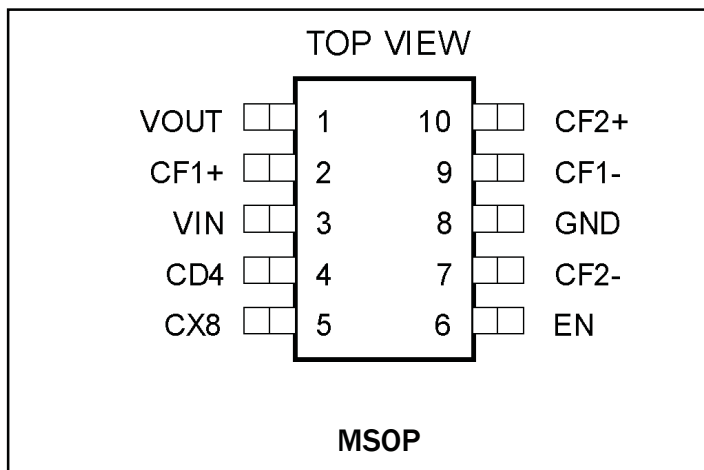 TOP VIEW
VOUT 1 10 CF2+
CF1+ 2 9 CF1-
VIN 3 8 GND
CD4 4 7 CF2-
CX8 5 6 EN
MSOP